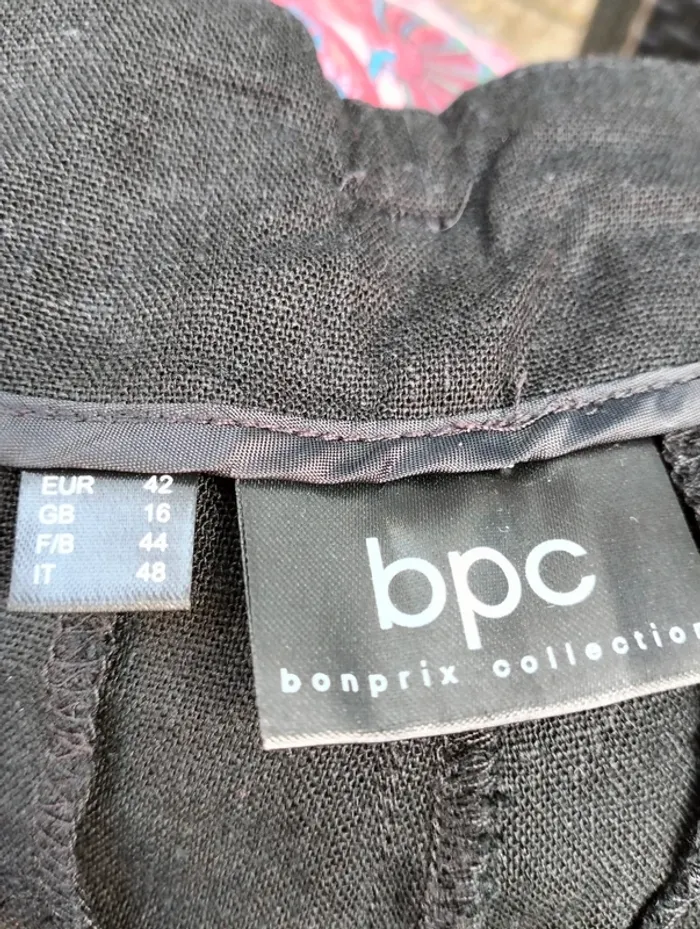 EUR 42
GB 16
F/B 44
IT 48
bpc
bonprix collection